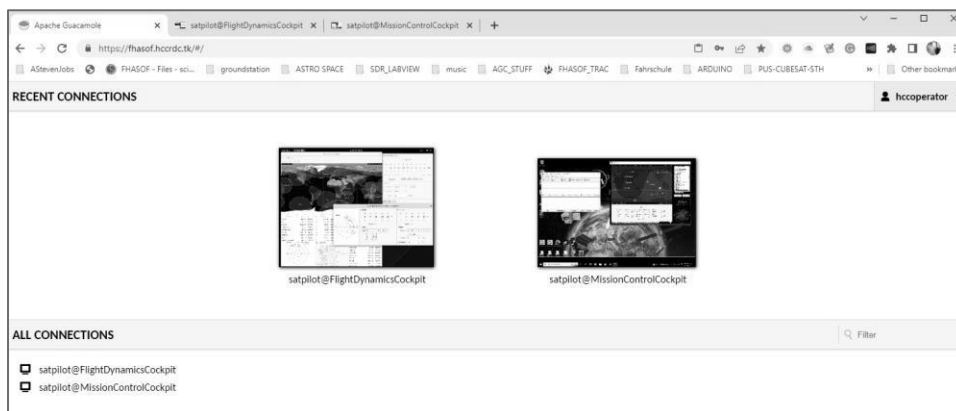 Apache Guacamole
satpilot@FlightDynamicsCockpit
satpilot@MissionControlCockpit
https://fhasof.hccrdc.tk/#/
AStevenJobs FHASOF - Files - sci... groundstation ASTRO SPACE SDR_LABVIEW music AGC_STUFF FHASOF_TRAC Fahrschule ARDUINO PUS-CUBESAT-STH » Other bookmar
RECENT CONNECTIONS hccoperator
satpilot@FlightDynamicsCockpit satpilot@MissionControlCockpit
ALL CONNECTIONS Filter
satpilot@FlightDynamicsCockpit
satpilot@MissionControlCockpit